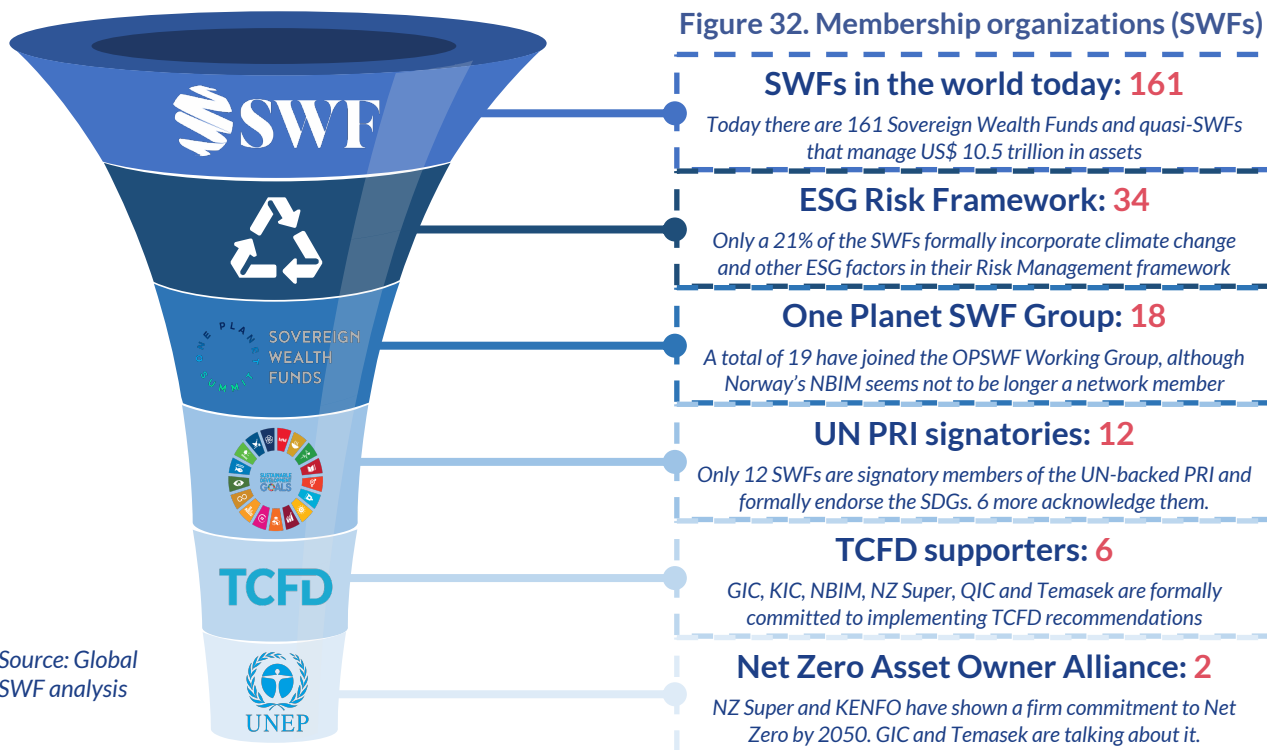 Figure 32. Membership organizations (SWFs)
SWF
SWFs in the world today: 161
Today there are 161 Sovereign Wealth Funds and quasi-SWFs
that manage US$ 10.5 trillion in assets
ESG Risk Framework: 34
Only a 21% of the SWFs formally incorporate climate change
and other ESG factors in their Risk Management framework
ONE PLANET
SUMMIT
SOVEREIGN
WEALTH
FUNDS
One Planet SWF Group: 18
A total of 19 have joined the OPSWF Working Group, although
Norway's NBIM seems not to be longer a network member
SUSTAINABLE
DEVELOPMENT
GOALS
UN PRI signatories: 12
Only 12 SWFs are signatory members of the UN-backed PRI and
formally endorse the SDGs. 6 more acknowledge them.
TCFD
TCFD supporters: 6
GIC, KIC, NBIM, NZ Super, QIC and Temasek are formally
committed to implementing TCFD recommendations
UNEP
Net Zero Asset Owner Alliance: 2
NZ Super and KENFO have shown a firm commitment to Net
Zero by 2050. GIC and Temasek are talking about it.
Source: Global
SWF analysis